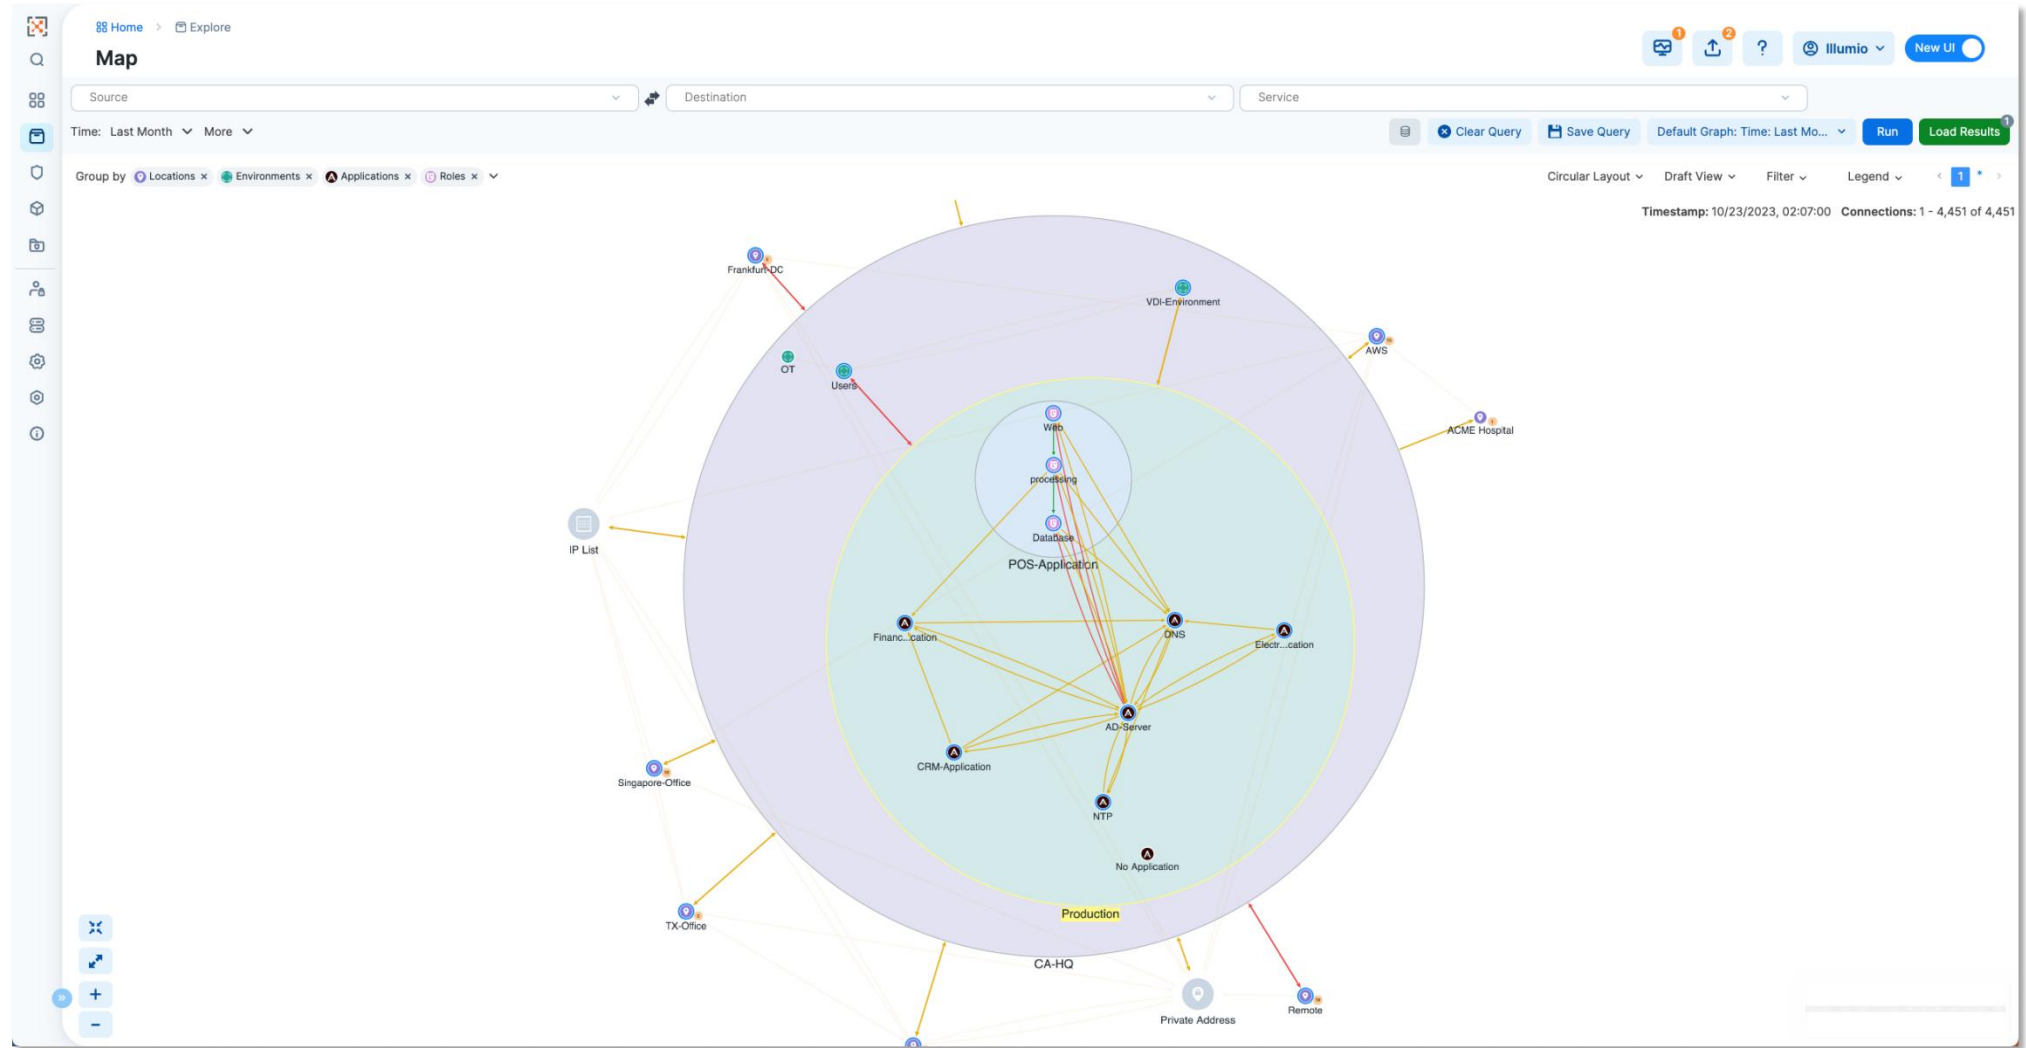 Home > Explore
Map
1
2
?
Illumio
New UI
Source
Destination
Service
Time: Last Month More
Clear Query
Save Query
Default Graph: Time: Last Mo...
Run
Load Results
1
Group by Locations × Environments × Applications × Roles ×
Circular Layout
Draft View
Filter
Legend
< 1 * >
Timestamp: 10/23/2023, 02:07:00 Connections: 1 - 4,451 of 4,451
Frankfurt-DC
VDI-Environment
AWS
OT
Users
Web
ACME Hospital
processing
Database
IP List
POS-Application
Financ...cation
DNS
Electr...cation
AD-Server
CRM-Application
Singapore-Office
NTP
No Application
Production
TX-Office
CA-HQ
Private Address
Remote